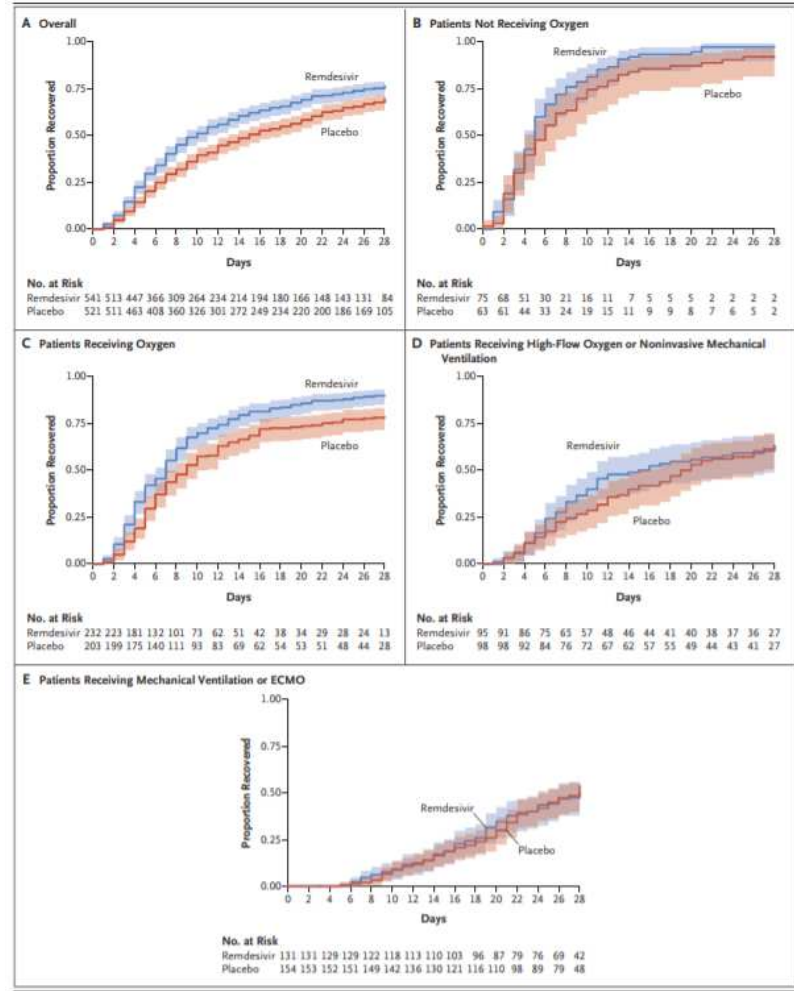 A Overall
1.00
0.75
0.50
0.25
0.00
Proportion Recovered
Remdesivir
Placebo
0 2 4 6 8 10 12 14 16 18 20 22 24 26 28
Days
No. at Risk
Remdesivir 541 513 447 366 309 264 234 214 194 180 166 148 143 131 84
Placebo 521 511 463 408 360 326 301 272 249 234 220 200 186 169 105
B Patients Not Receiving Oxygen
1.00
0.75
0.50
0.25
0.00
Proportion Recovered
Remdesivir
Placebo
0 2 4 6 8 10 12 14 16 18 20 22 24 26 28
Days
No. at Risk
Remdesivir 75 68 51 30 21 16 11 7 5 5 5 2 2 2 2
Placebo 63 61 44 33 24 19 15 11 9 9 8 7 6 5 2
C Patients Receiving Oxygen
1.00
0.75
0.50
0.25
0.00
Proportion Recovered
Remdesivir
Placebo
0 2 4 6 8 10 12 14 16 18 20 22 24 26 28
Days
No. at Risk
Remdesivir 232 223 181 132 101 73 62 51 42 38 34 29 28 24 13
Placebo 203 199 175 140 111 93 83 69 62 54 53 51 48 44 28
D Patients Receiving High-Flow Oxygen or Noninvasive Mechanical
Ventilation
1.00
0.75
0.50
0.25
0.00
Proportion Recovered
Remdesivir
Placebo
0 2 4 6 8 10 12 14 16 18 20 22 24 26 28
Days
No. at Risk
Remdesivir 95 91 86 75 65 57 48 46 44 41 40 38 37 36 27
Placebo 98 98 92 84 76 72 67 62 57 55 49 44 43 41 27
E Patients Receiving Mechanical Ventilation or ECMO
1.00
0.75
0.50
0.25
0.00
Proportion Recovered
Remdesivir
Placebo
0 2 4 6 8 10 12 14 16 18 20 22 24 26 28
Days
No. at Risk
Remdesivir 131 131 129 129 122 118 113 110 103 96 87 79 76 69 42
Placebo 154 153 152 151 149 142 136 130 121 116 110 98 89 79 48